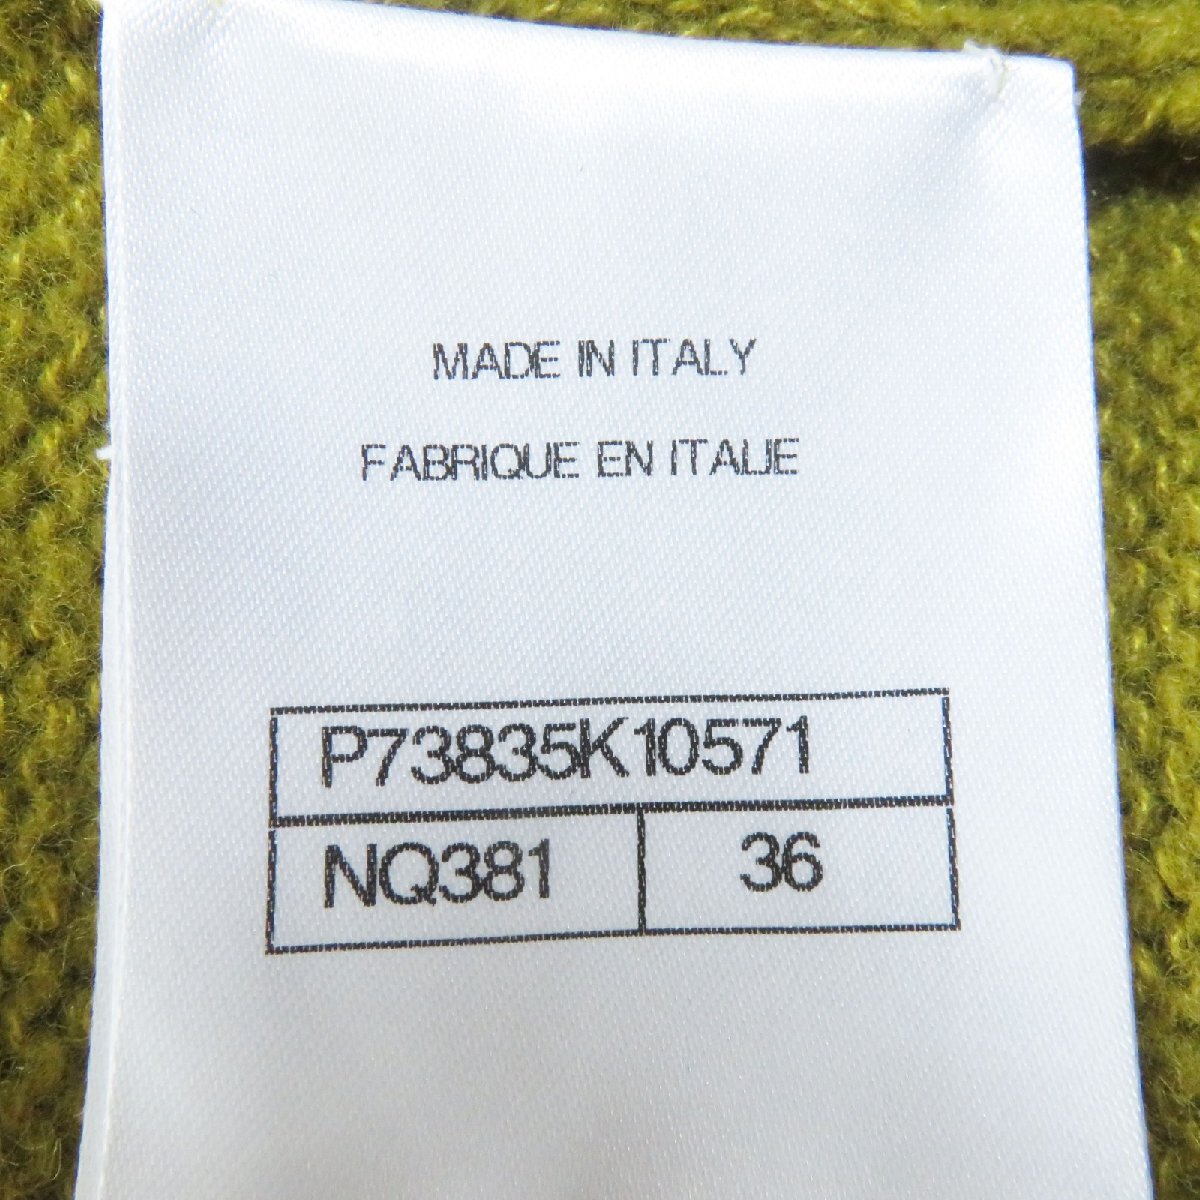 MADE IN ITALY
FABRIQUE EN ITALIE
P73835K10571
NQ381 36